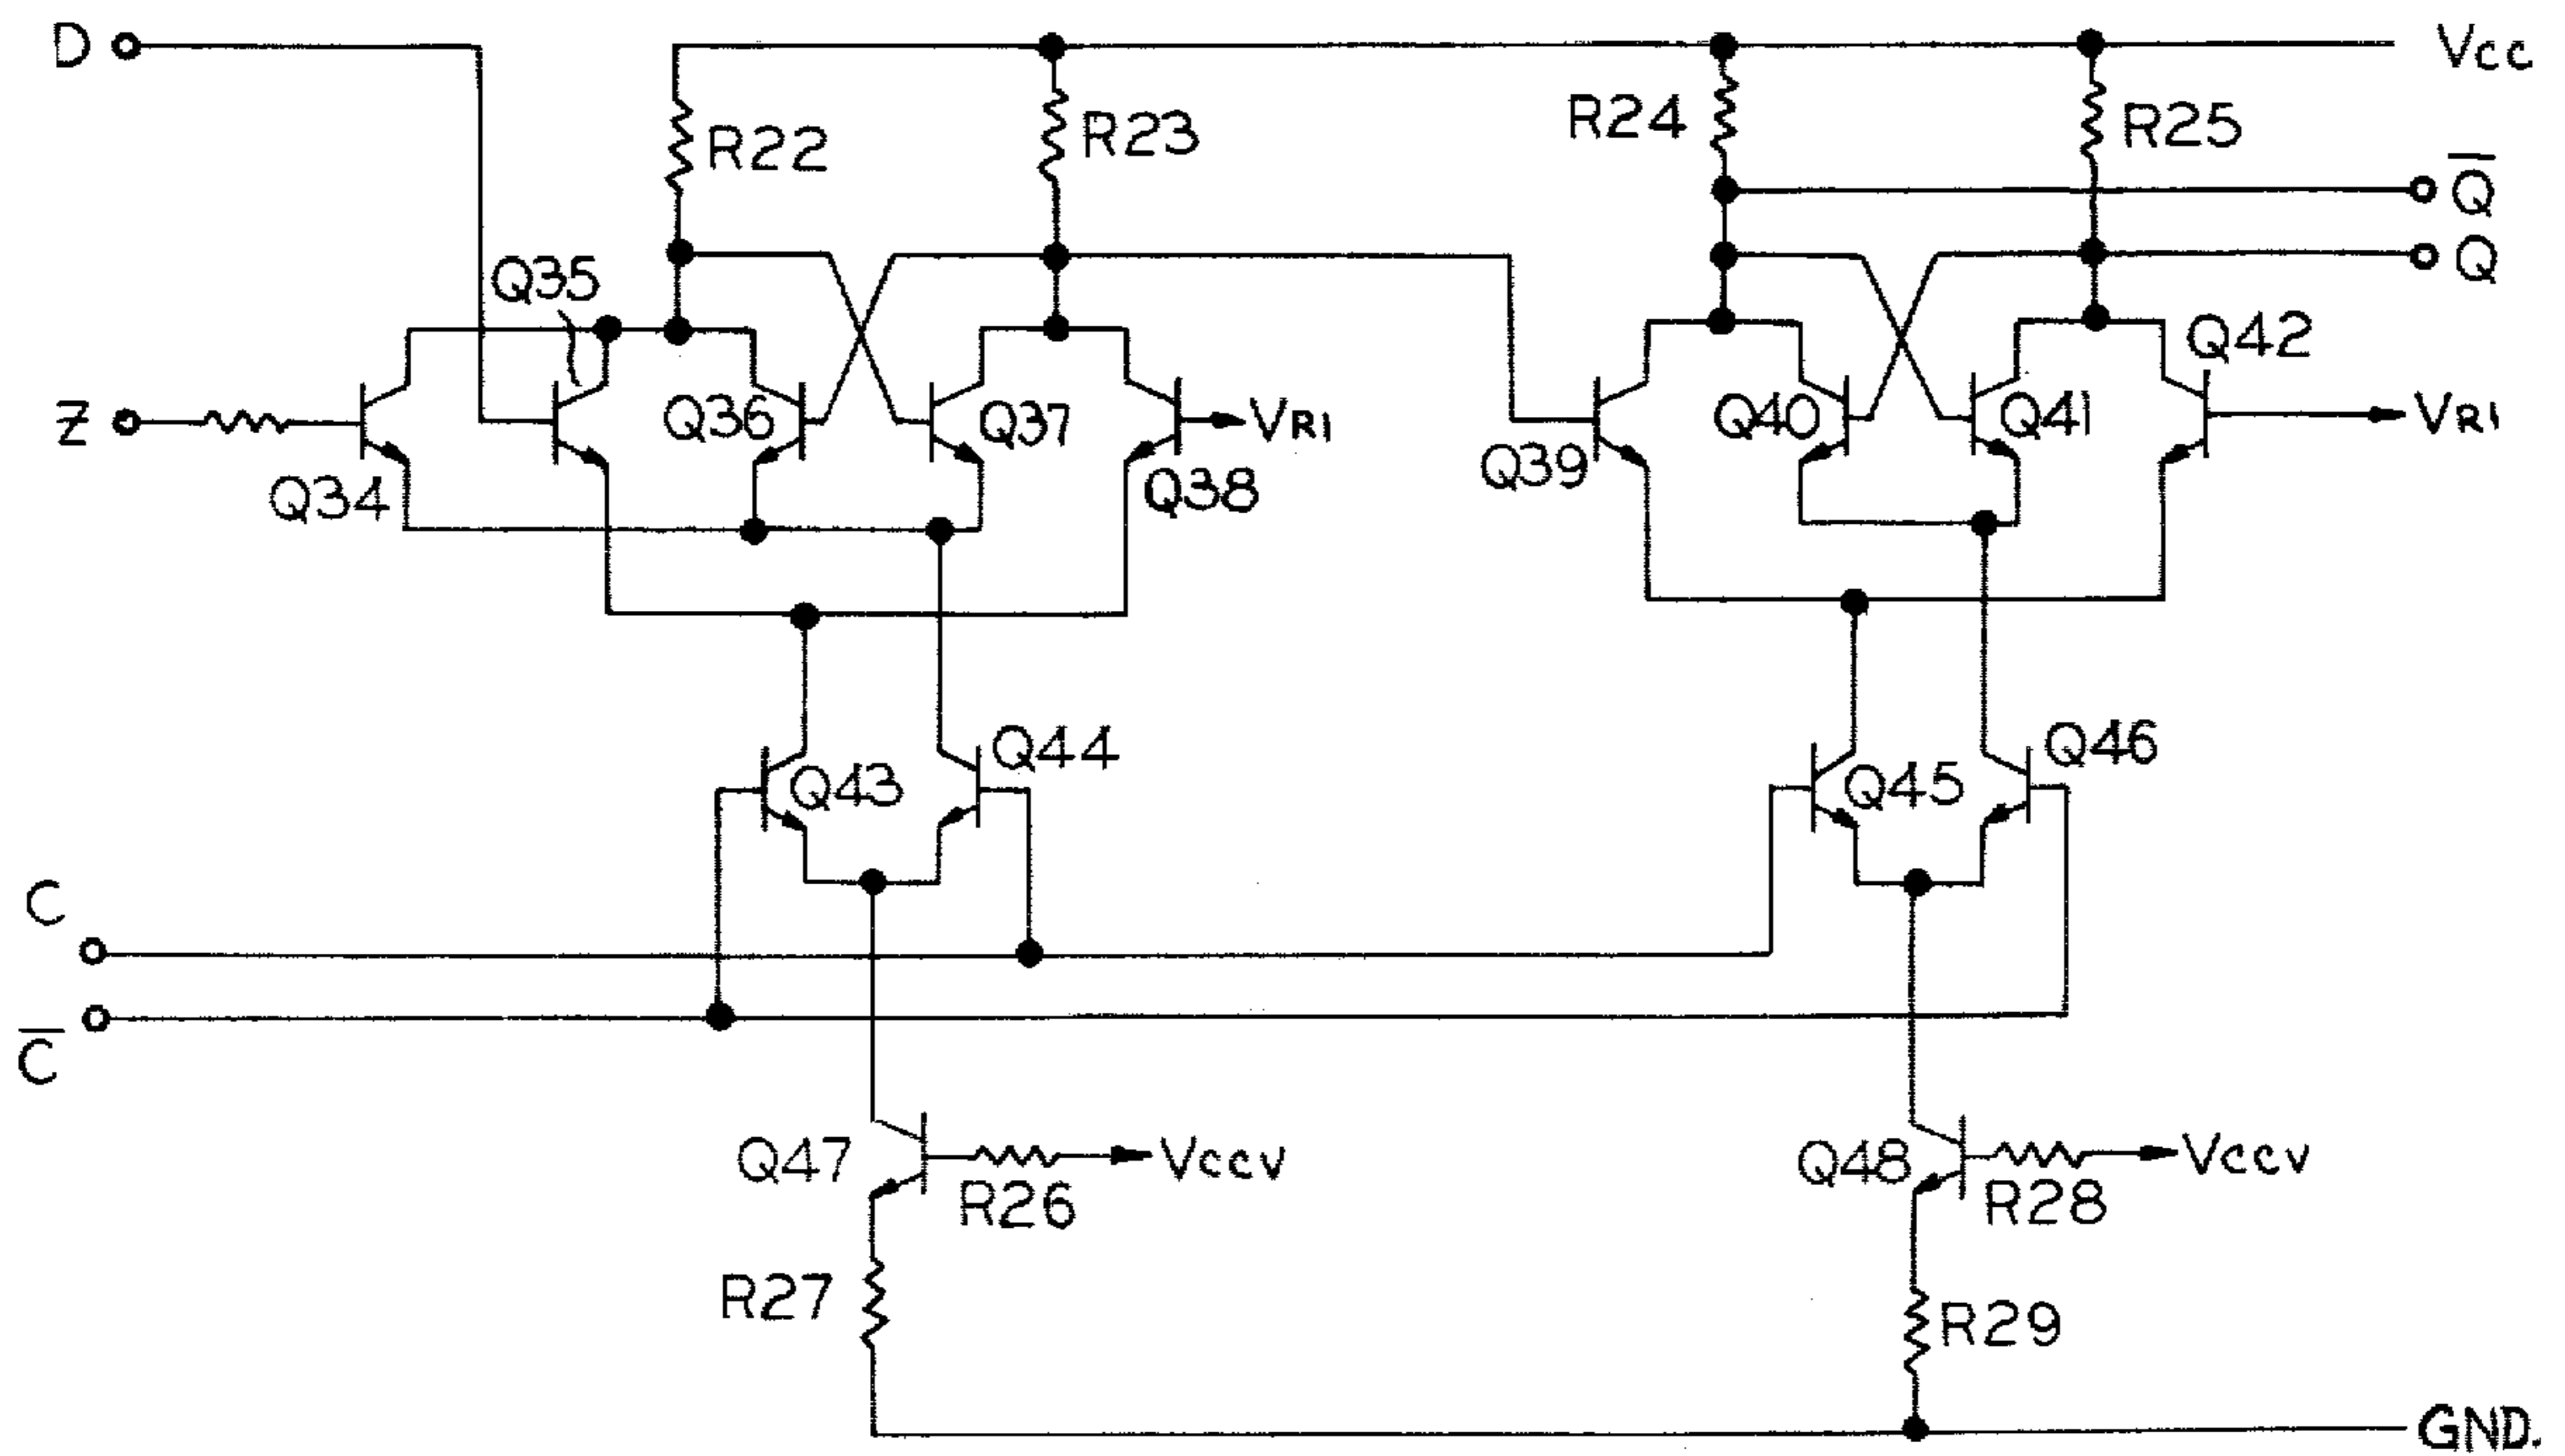 D
Vcc
R22
R23
R24
R25
Q̅
Q
Q35
Q42
Z
Q36
Q37
VR1
Q40
Q41
VR1
Q34
Q38
Q39
Q44
Q46
Q43
Q45
C
C̅
Q47
VCCV
Q48
VCCV
R26
R28
R27
R29
GND.